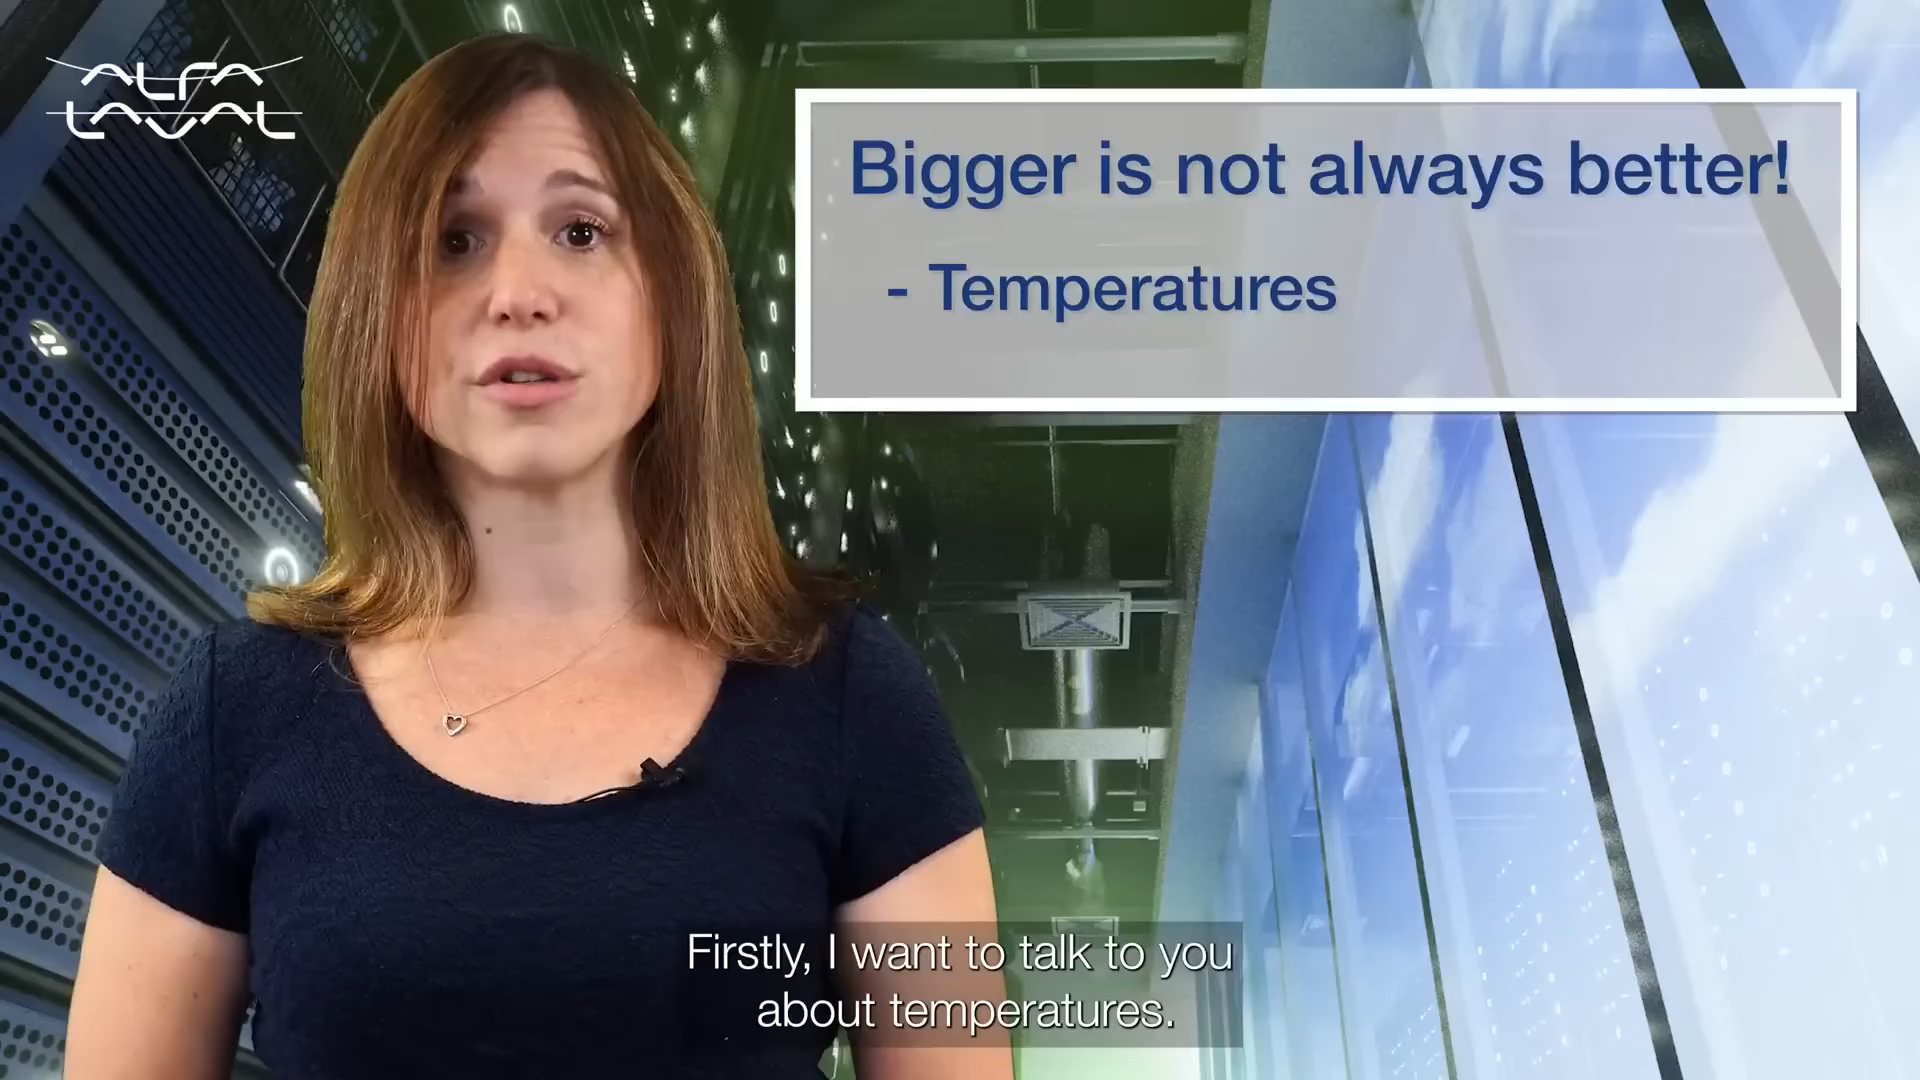 ALFA
LAVAL
Bigger is not always better!
- Temperatures
Firstly, I want to talk to you
about temperatures.